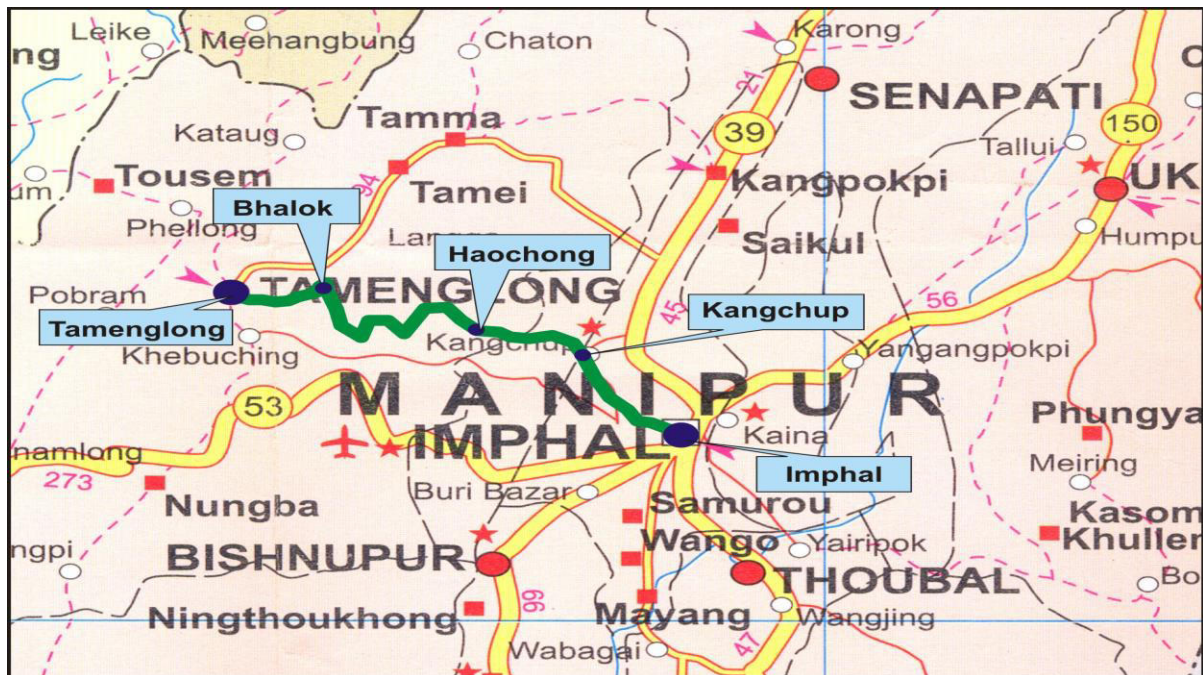 Leike
Meehangbung
Chaton
Karong
ng
21
SENAPATI
39
150
Kataug
Tamma
Tallui
Tousem
94
Tamei
Kangpokpi
UK
um
Bhalok
Phellong
Saikul
Haochong
Humpu
TAMENGLONG
Pobram
Kangchup
56
Tamenglong
45
Khebuching
Kangchup
Yangangpokpi
MANIPUR
53
Phungya
IMPHAL
Kaina
namlong
Imphal
Meiring
273
Buri Bazar
Nungba
Samurou
Kasom
Khuller
ngpi
BISHNUPUR
Wango
Yairipok
THOUBAL
Bo
Ningthoukhong
99
Mayang
Wangjing
Wabagai
47